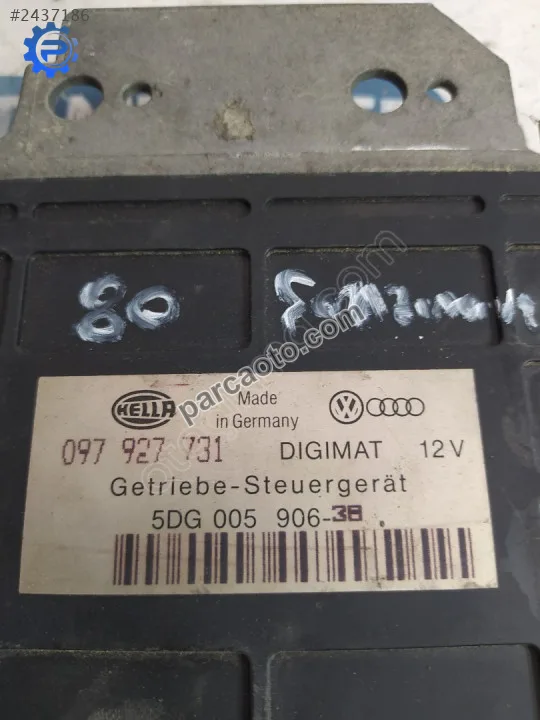 #2437186
80 Şanzıman
HELLA Made in Germany
097 927 731 DIGIMAT 12 V
Getriebe-Steuergerät
5DG 005 906-38
parcaoto.com